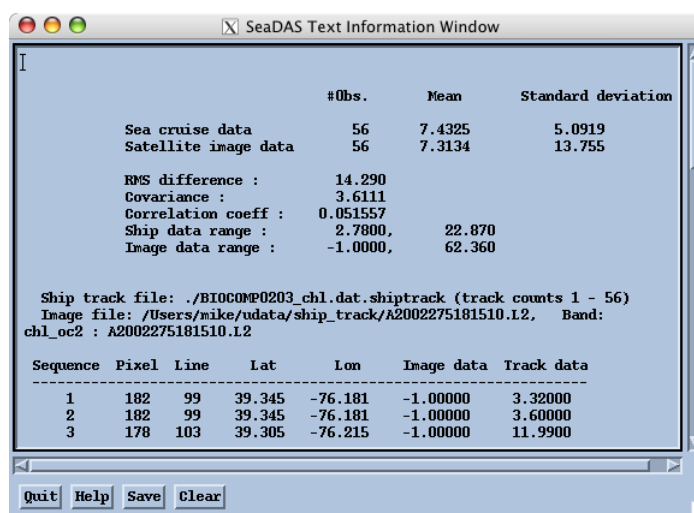 X SeaDAS Text Information Window
#Obs. Mean Standard deviation
Sea cruise data 56 7.4325 5.0919
Satellite image data 56 7.3134 13.755
RMS difference : 14.290
Covariance : 3.6111
Correlation coeff : 0.051557
Ship data range : 2.7800, 22.870
Image data range : -1.0000, 62.360
Ship track file: ./BIOCOMP0203_chl.dat.shiptrack (track counts 1 - 56)
Image file: /Users/mike/udata/ship_track/A2002275181510.L2, Band:
chl_oc2 : A2002275181510.L2
Sequence Pixel Line Lat Lon Image data Track data
------------------------------------------------------------------------
1 182 99 39.345 -76.181 -1.00000 3.32000
2 182 99 39.345 -76.181 -1.00000 3.60000
3 178 103 39.305 -76.215 -1.00000 11.9900
Quit Help Save Clear